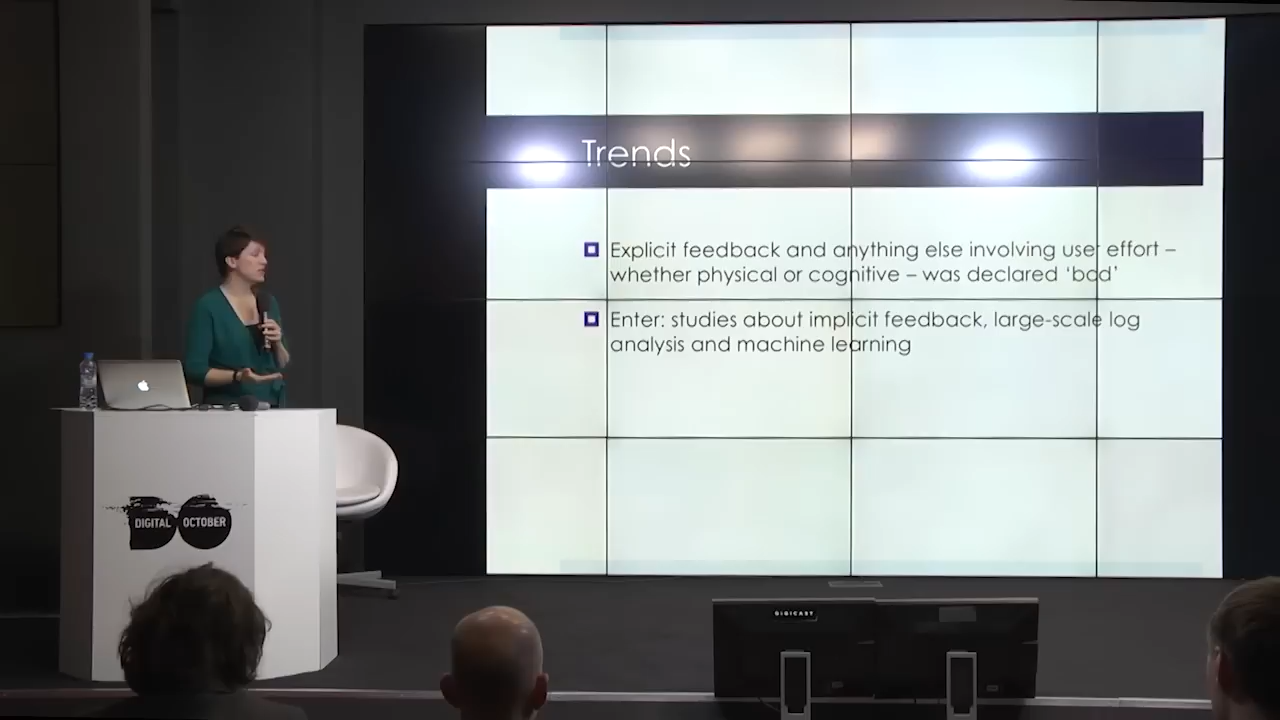 Trends
Explicit feedback and anything else involving user effort –
whether physical or cognitive – was declared ‘bad’
Enter: studies about implicit feedback, large-scale log
analysis and machine learning
DIGITAL OCTOBER
DIGICAST